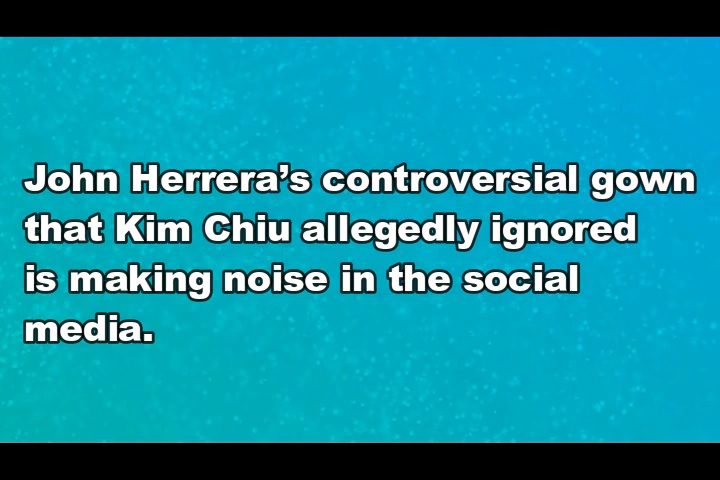 John Herrera’s controversial gown
that Kim Chiu allegedly ignored
is making noise in the social
media.